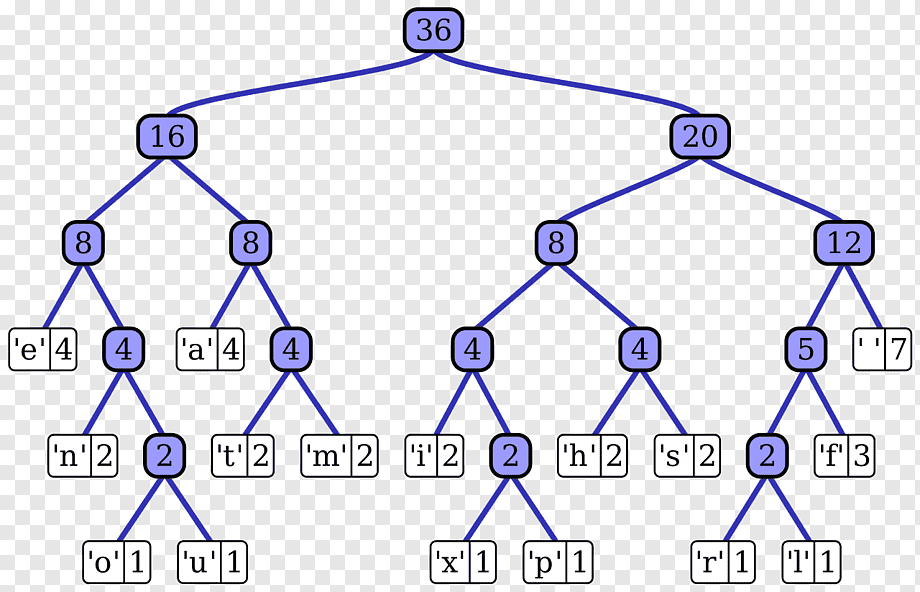 36
16 20
8 8 8 12
'e' 4 4 'a' 4 4 4 4 5 ' ' 7
'n' 2 2 't' 2 'm' 2 'i' 2 2 'h' 2 's' 2 2 'f' 3
'o' 1 'u' 1 'x' 1 'p' 1 'r' 1 'l' 1